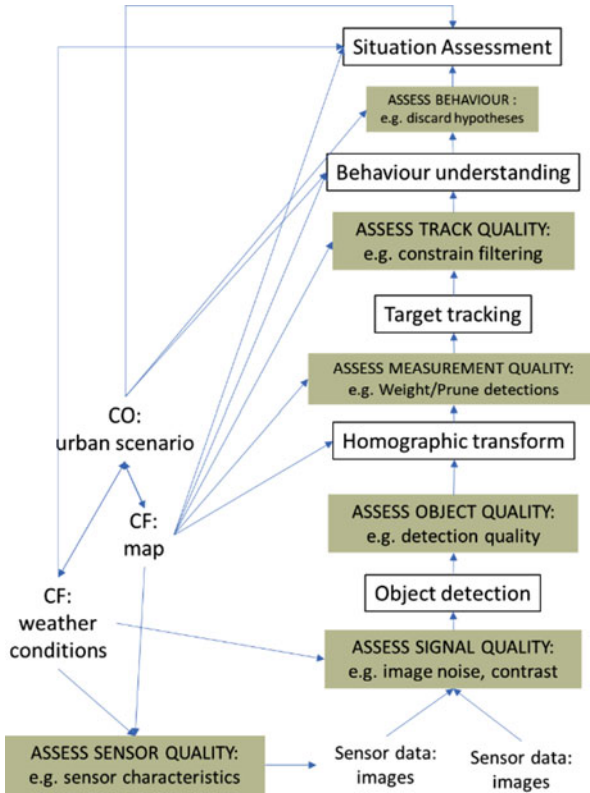 Situation Assessment
ASSESS BEHAVIOUR :
e.g. discard hypotheses
Behaviour understanding
ASSESS TRACK QUALITY:
e.g. constrain filtering
Target tracking
ASSESS MEASUREMENT QUALITY:
e.g. Weight/Prune detections
CO:
urban scenario
Homographic transform
CF:
map
ASSESS OBJECT QUALITY:
e.g. detection quality
CF:
weather
conditions
Object detection
ASSESS SIGNAL QUALITY:
e.g. image noise, contrast
ASSESS SENSOR QUALITY:
e.g. sensor characteristics
Sensor data:
images
Sensor data:
images